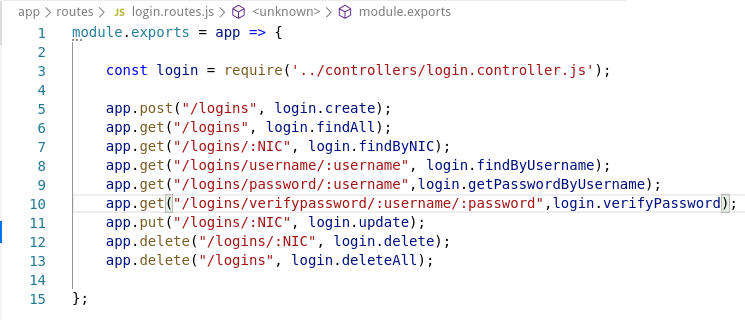 app > routes > JS login.routes.js > <unknown> > module.exports
1 module.exports = app => {
2
3 const login = require('../controllers/login.controller.js');
4
5 app.post("/logins", login.create);
6 app.get("/logins", login.findAll);
7 app.get("/logins/:NIC", login.findByNIC);
8 app.get("/logins/username/:username", login.findByUsername);
9 app.get("/logins/password/:username",login.getPasswordByUsername);
10 app.get("/logins/verifypassword/:username/:password",login.verifyPassword);
11 app.put("/logins/:NIC", login.update);
12 app.delete("/logins/:NIC", login.delete);
13 app.delete("/logins", login.deleteAll);
14
15 };